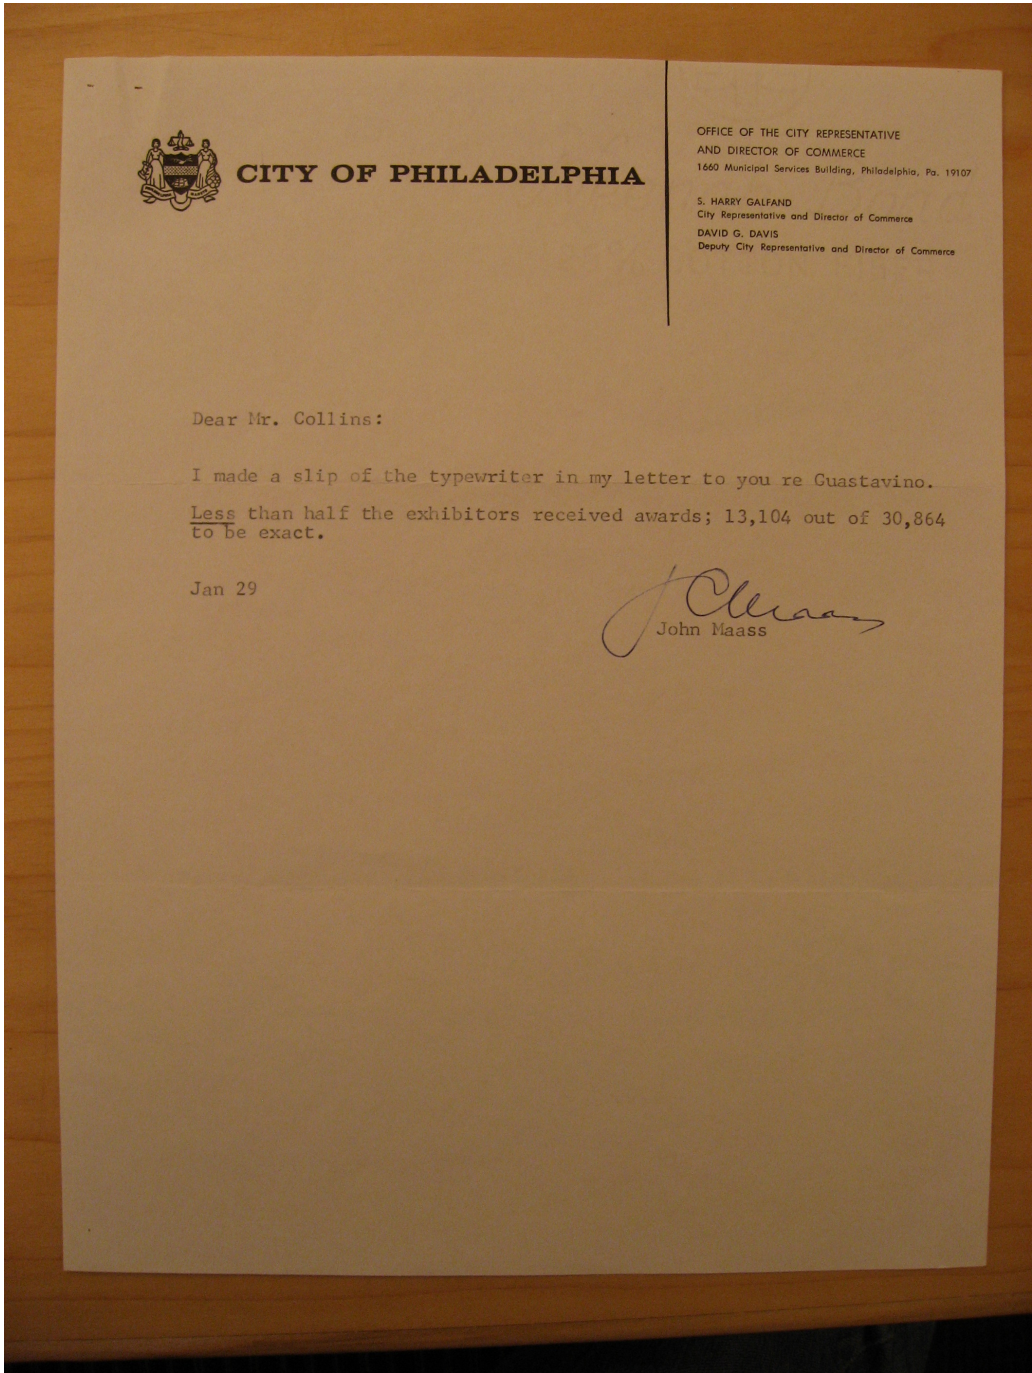 CITY OF PHILADELPHIA
OFFICE OF THE CITY REPRESENTATIVE
AND DIRECTOR OF COMMERCE
1660 Municipal Services Building, Philadelphia, Pa. 19107
S. HARRY GALFAND
City Representative and Director of Commerce
DAVID G. DAVIS
Deputy City Representative and Director of Commerce
Dear Mr. Collins:
I made a slip of the typewriter in my letter to you re Guastavino.
Less than half the exhibitors received awards; 13,104 out of 30,864
to be exact.
Jan 29
John Maass